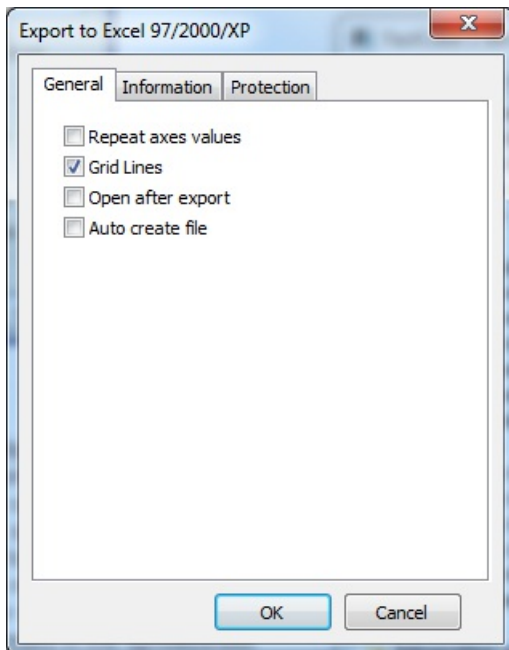 Export to Excel 97/2000/XP
General Information Protection
Repeat axes values
Grid Lines
Open after export
Auto create file
OK Cancel